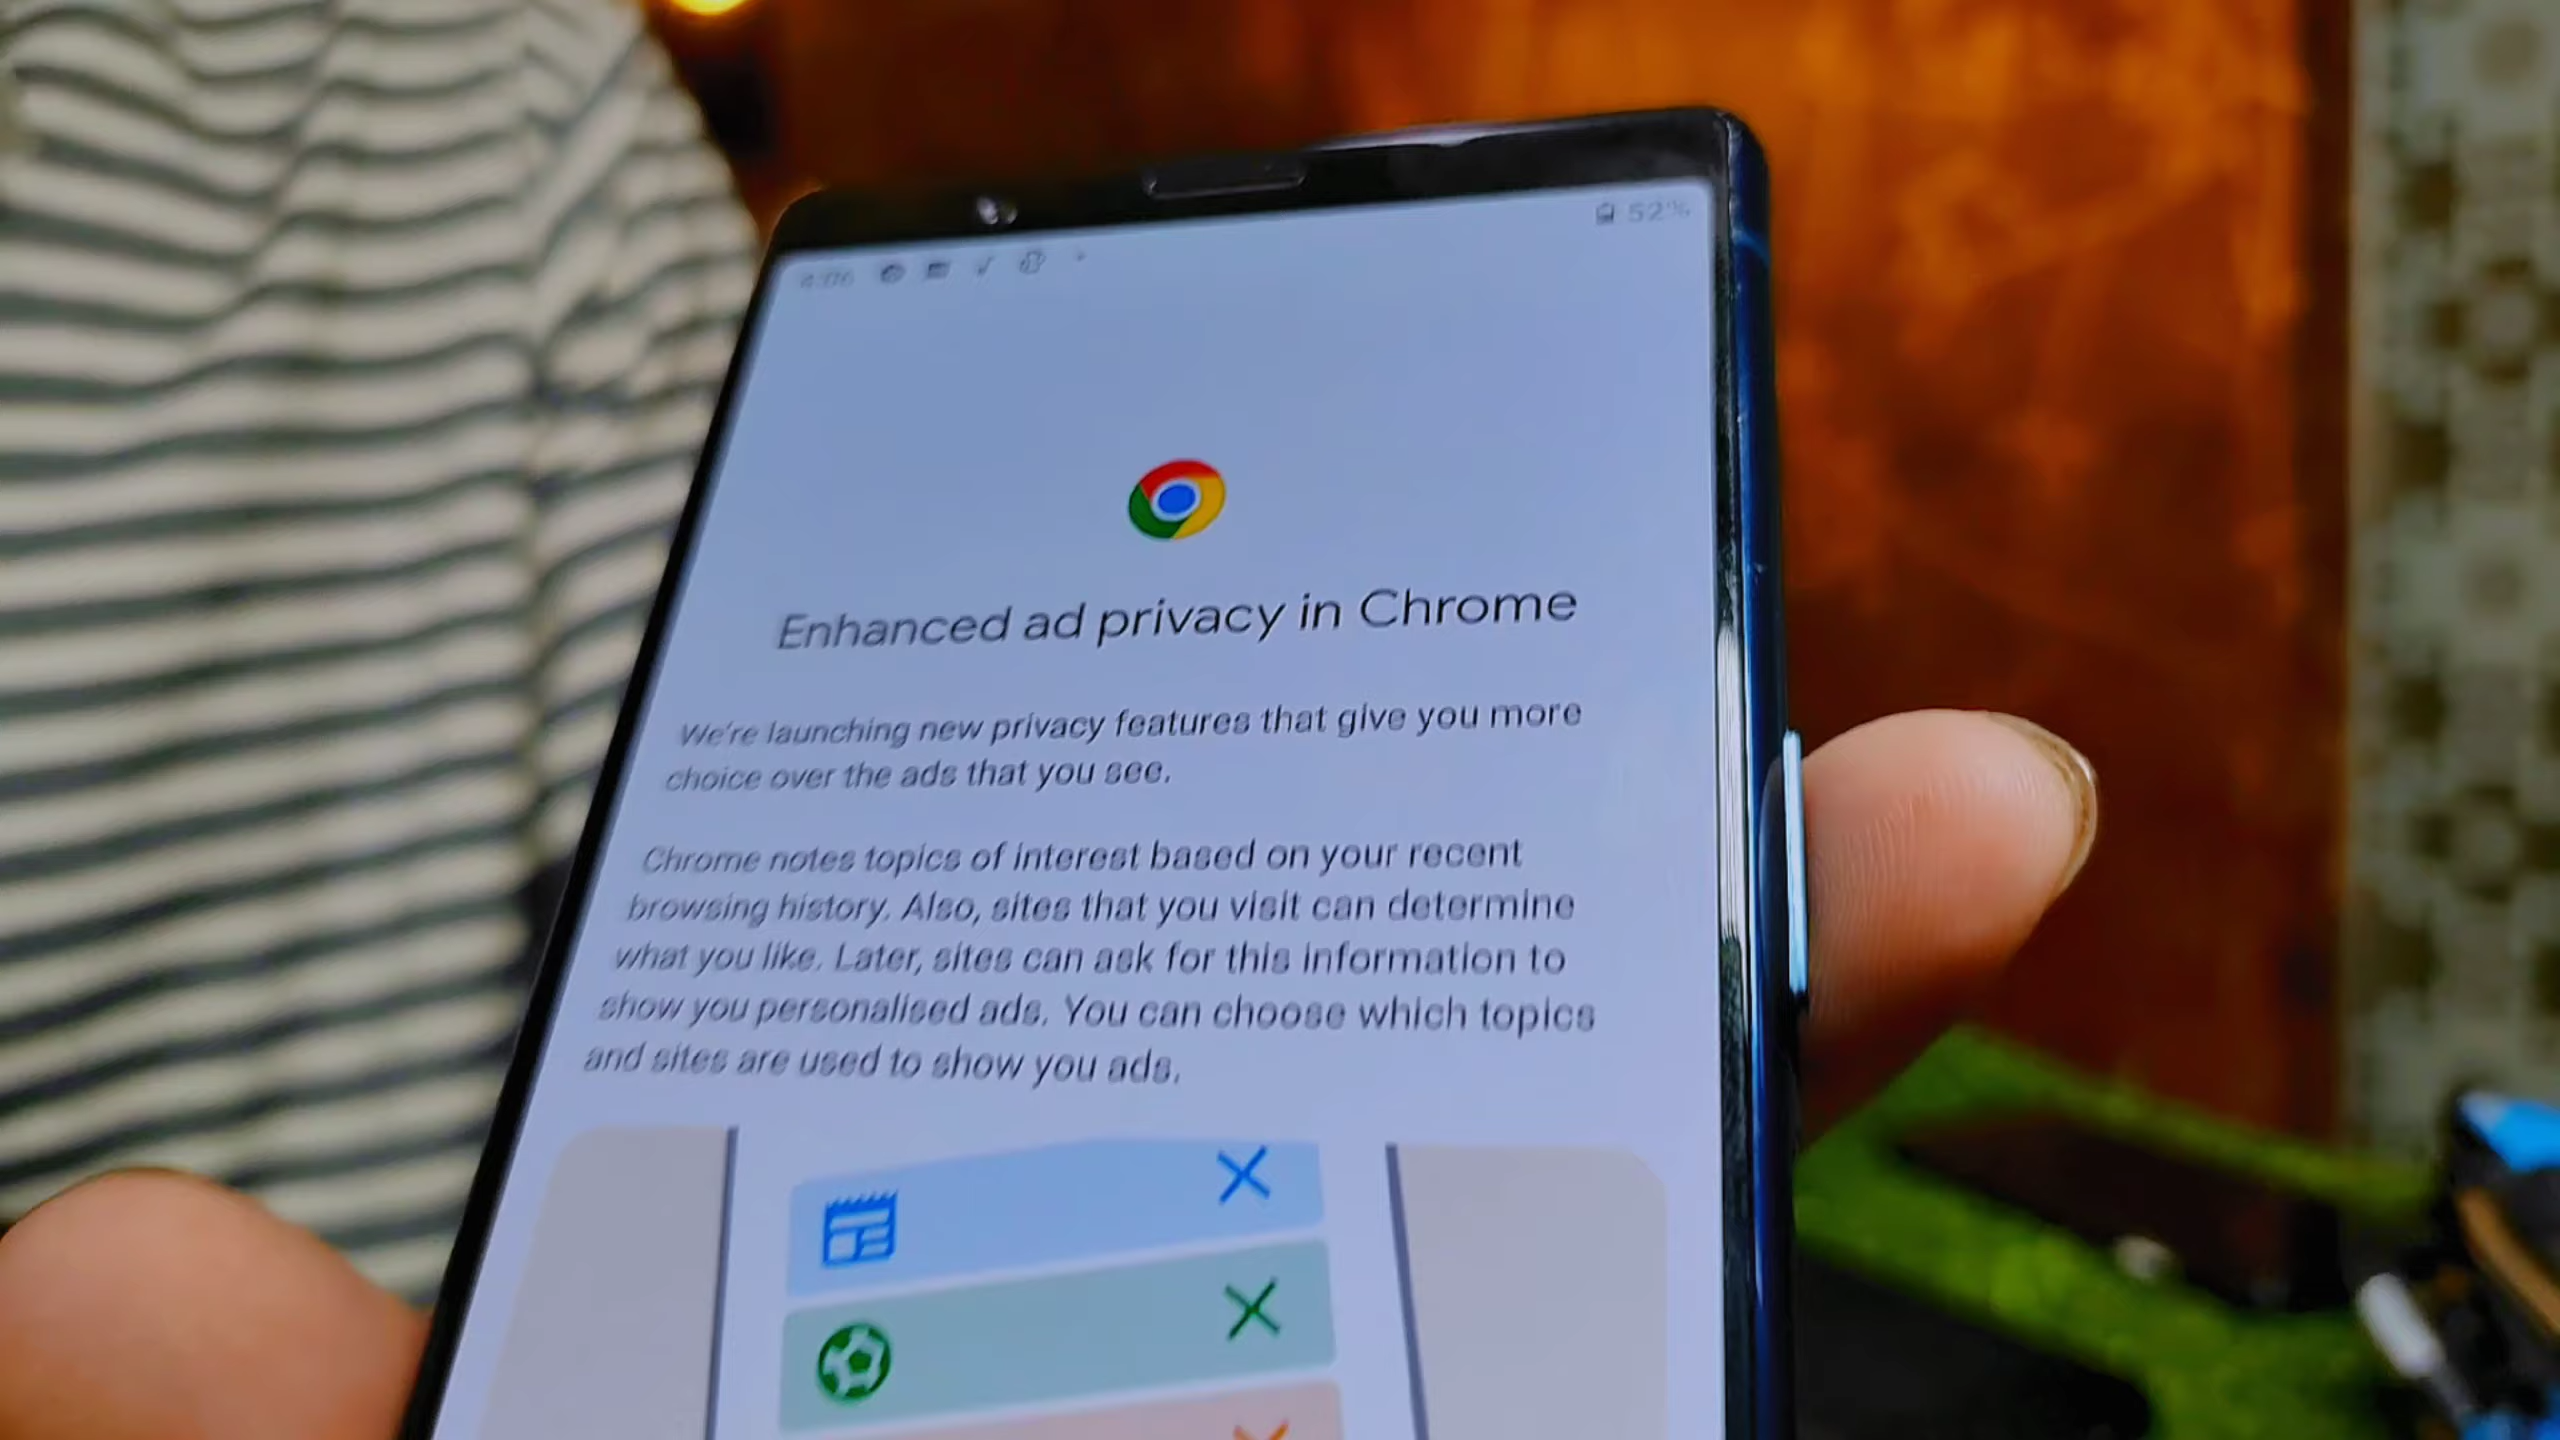 4:06
52%
Enhanced ad privacy in Chrome
We're launching new privacy features that give you more
choice over the ads that you see.
Chrome notes topics of interest based on your recent
browsing history. Also, sites that you visit can determine
what you like. Later, sites can ask for this information to
show you personalised ads. You can choose which topics
and sites are used to show you ads.